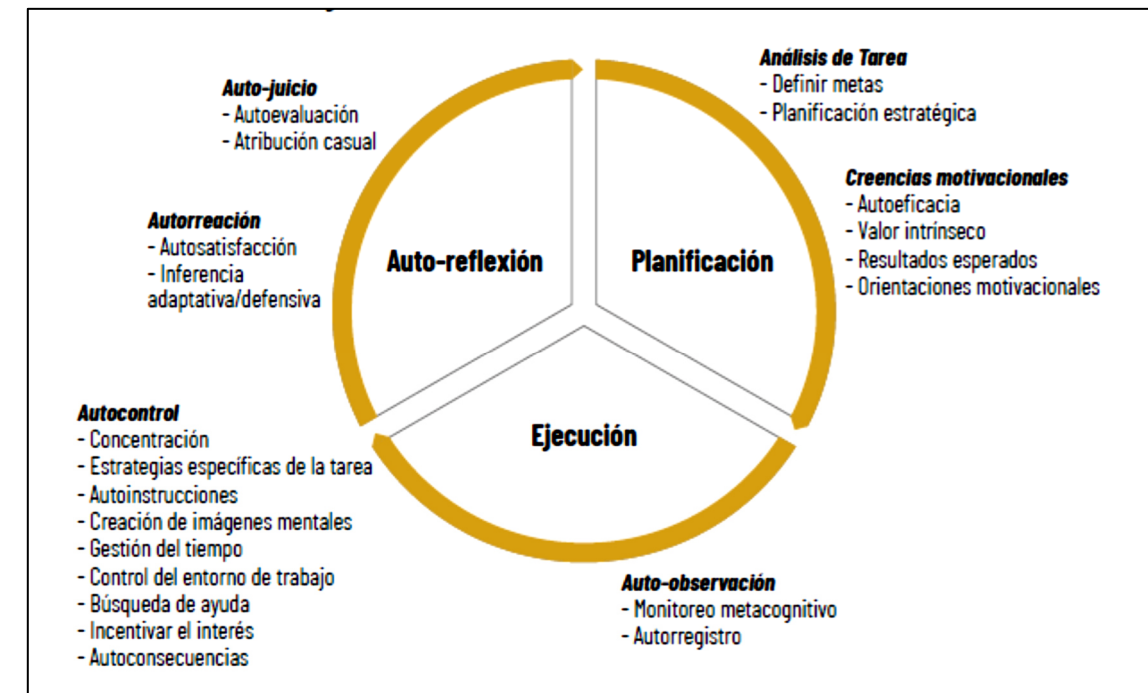 Auto-juicio
- Autoevaluación
- Atribución casual
Autorreación
- Autosatisfacción
- Inferencia
adaptativa/defensiva
Auto-reflexión
Análisis de Tarea
- Definir metas
- Planificación estratégica
Creencias motivacionales
- Autoeficacia
- Valor intrínseco
- Resultados esperados
- Orientaciones motivacionales
Planificación
Autocontrol
- Concentración
- Estrategias específicas de la tarea
- Autoinstrucciones
- Creación de imágenes mentales
- Gestión del tiempo
- Control del entorno de trabajo
- Búsqueda de ayuda
- Incentivar el interés
- Autoconsecuencias
Ejecución
Auto-observación
- Monitoreo metacognitivo
- Autorregistro